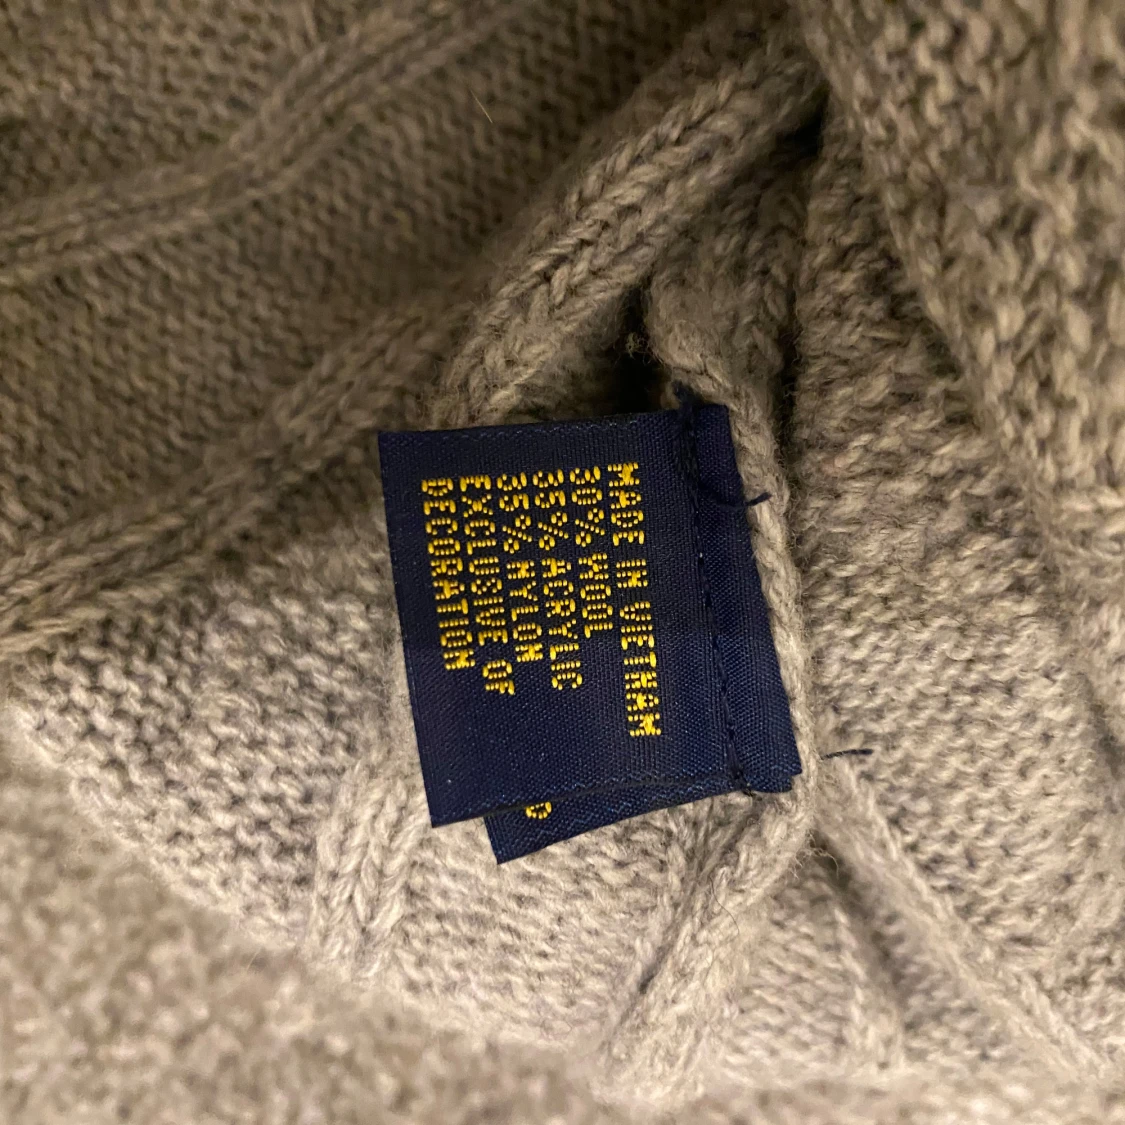 MADE IN VIETNAM
30% WOOL
35% ACRYLIC
35% NYLON
EXCLUSIVE OF
DECORATION